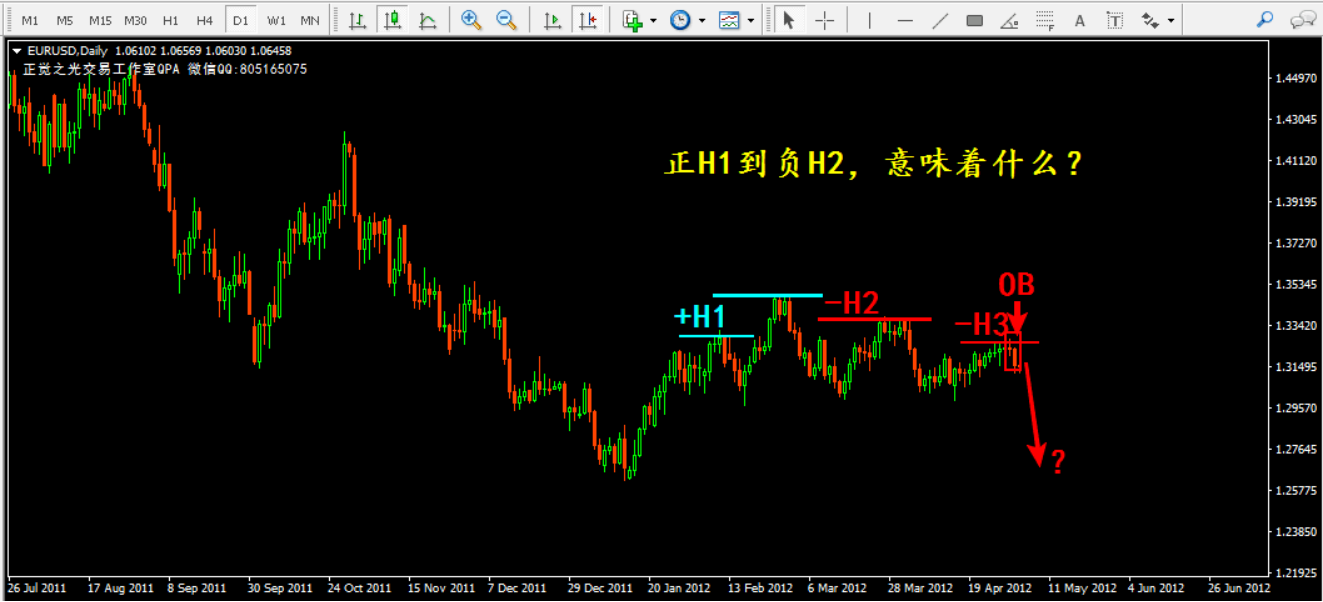 M1 M5 M15 M30 H1 H4 D1 W1 MN
EURUSD,Daily 1.06102 1.06569 1.06030 1.06458
正觉之光交易工作室QPA 微信QQ:805165075
正H1到负H2，意味着什么？
+H1
-H2
OB
-H3
?
1.44970
1.43045
1.41120
1.39195
1.37270
1.35345
1.33420
1.31495
1.29570
1.27645
1.25775
1.23850
1.21925
26 Jul 2011 17 Aug 2011 8 Sep 2011 30 Sep 2011 24 Oct 2011 15 Nov 2011 7 Dec 2011 29 Dec 2011 20 Jan 2012 13 Feb 2012 6 Mar 2012 28 Mar 2012 19 Apr 2012 11 May 2012 4 Jun 2012 26 Jun 2012